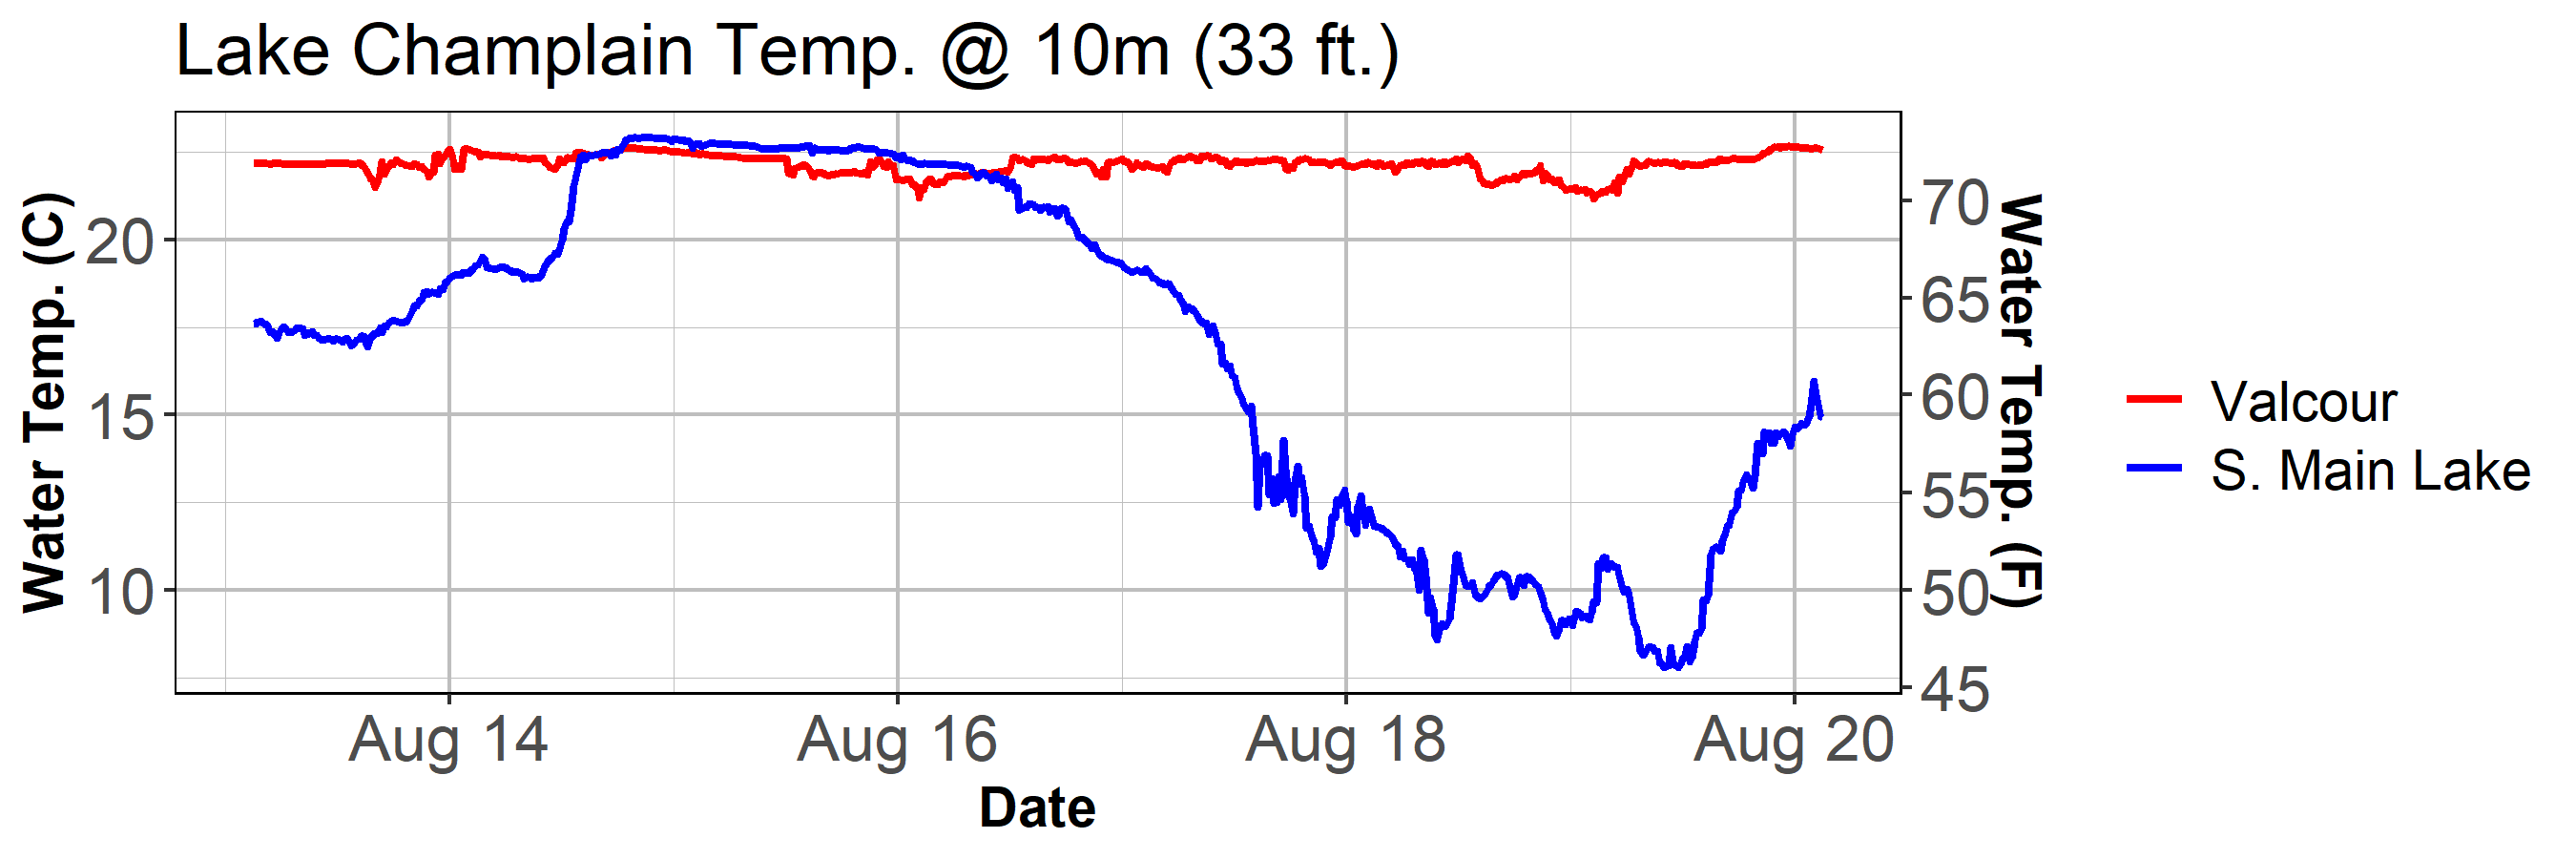 Lake Champlain Temp. @ 10m (33 ft.)
Water Temp. (C)
20
15
10
70
65
60
55
50
45
Water Temp. (F)
Aug 14
Aug 16
Aug 18
Aug 20
Date
Valcour
S. Main Lake